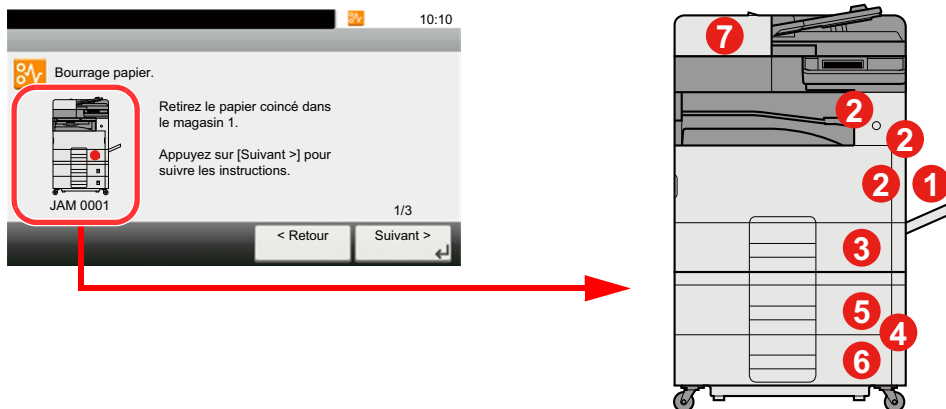 10:10
Bourrage papier.
Retirez le papier coincé dans
le magasin 1.
Appuyez sur [Suivant >] pour
suivre les instructions.
JAM 0001
1/3
< Retour
Suivant >
7
2
2
2
1
3
5
4
6